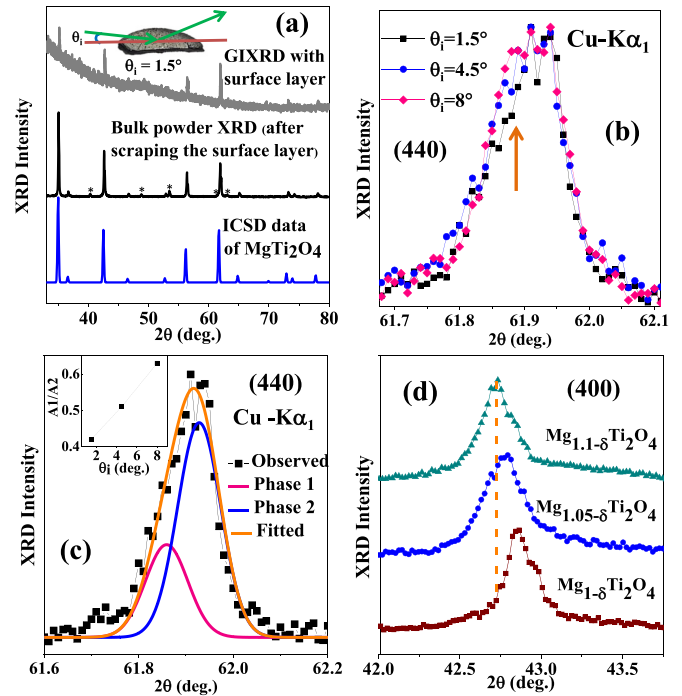 (a)
θi
θi = 1.5°
GIXRD with
surface layer
Bulk powder XRD (after
scraping the surface layer)
* * * * *
ICSD data
of MgTi2O4
XRD Intensity
40 50 60 70 80
2θ (deg.)
Cu-Kα1
θi=1.5°
θi=4.5°
θi=8°
(b)
(440)
XRD Intensity
61.7 61.8 61.9 62.0 62.1
2θ (deg.)
A1/A2
0.6
0.5
0.4
2 4 6 8
θi (deg.)
(440)
Cu -Kα1
Observed
Phase 1
Phase 2
Fitted
(c)
XRD Intensity
61.6 61.8 62.0 62.2
2θ (deg.)
(d)
(400)
Mg1.1-δTi2O4
Mg1.05-δTi2O4
Mg1-δTi2O4
XRD Intensity
42.0 42.5 43.0 43.5
2θ (deg.)